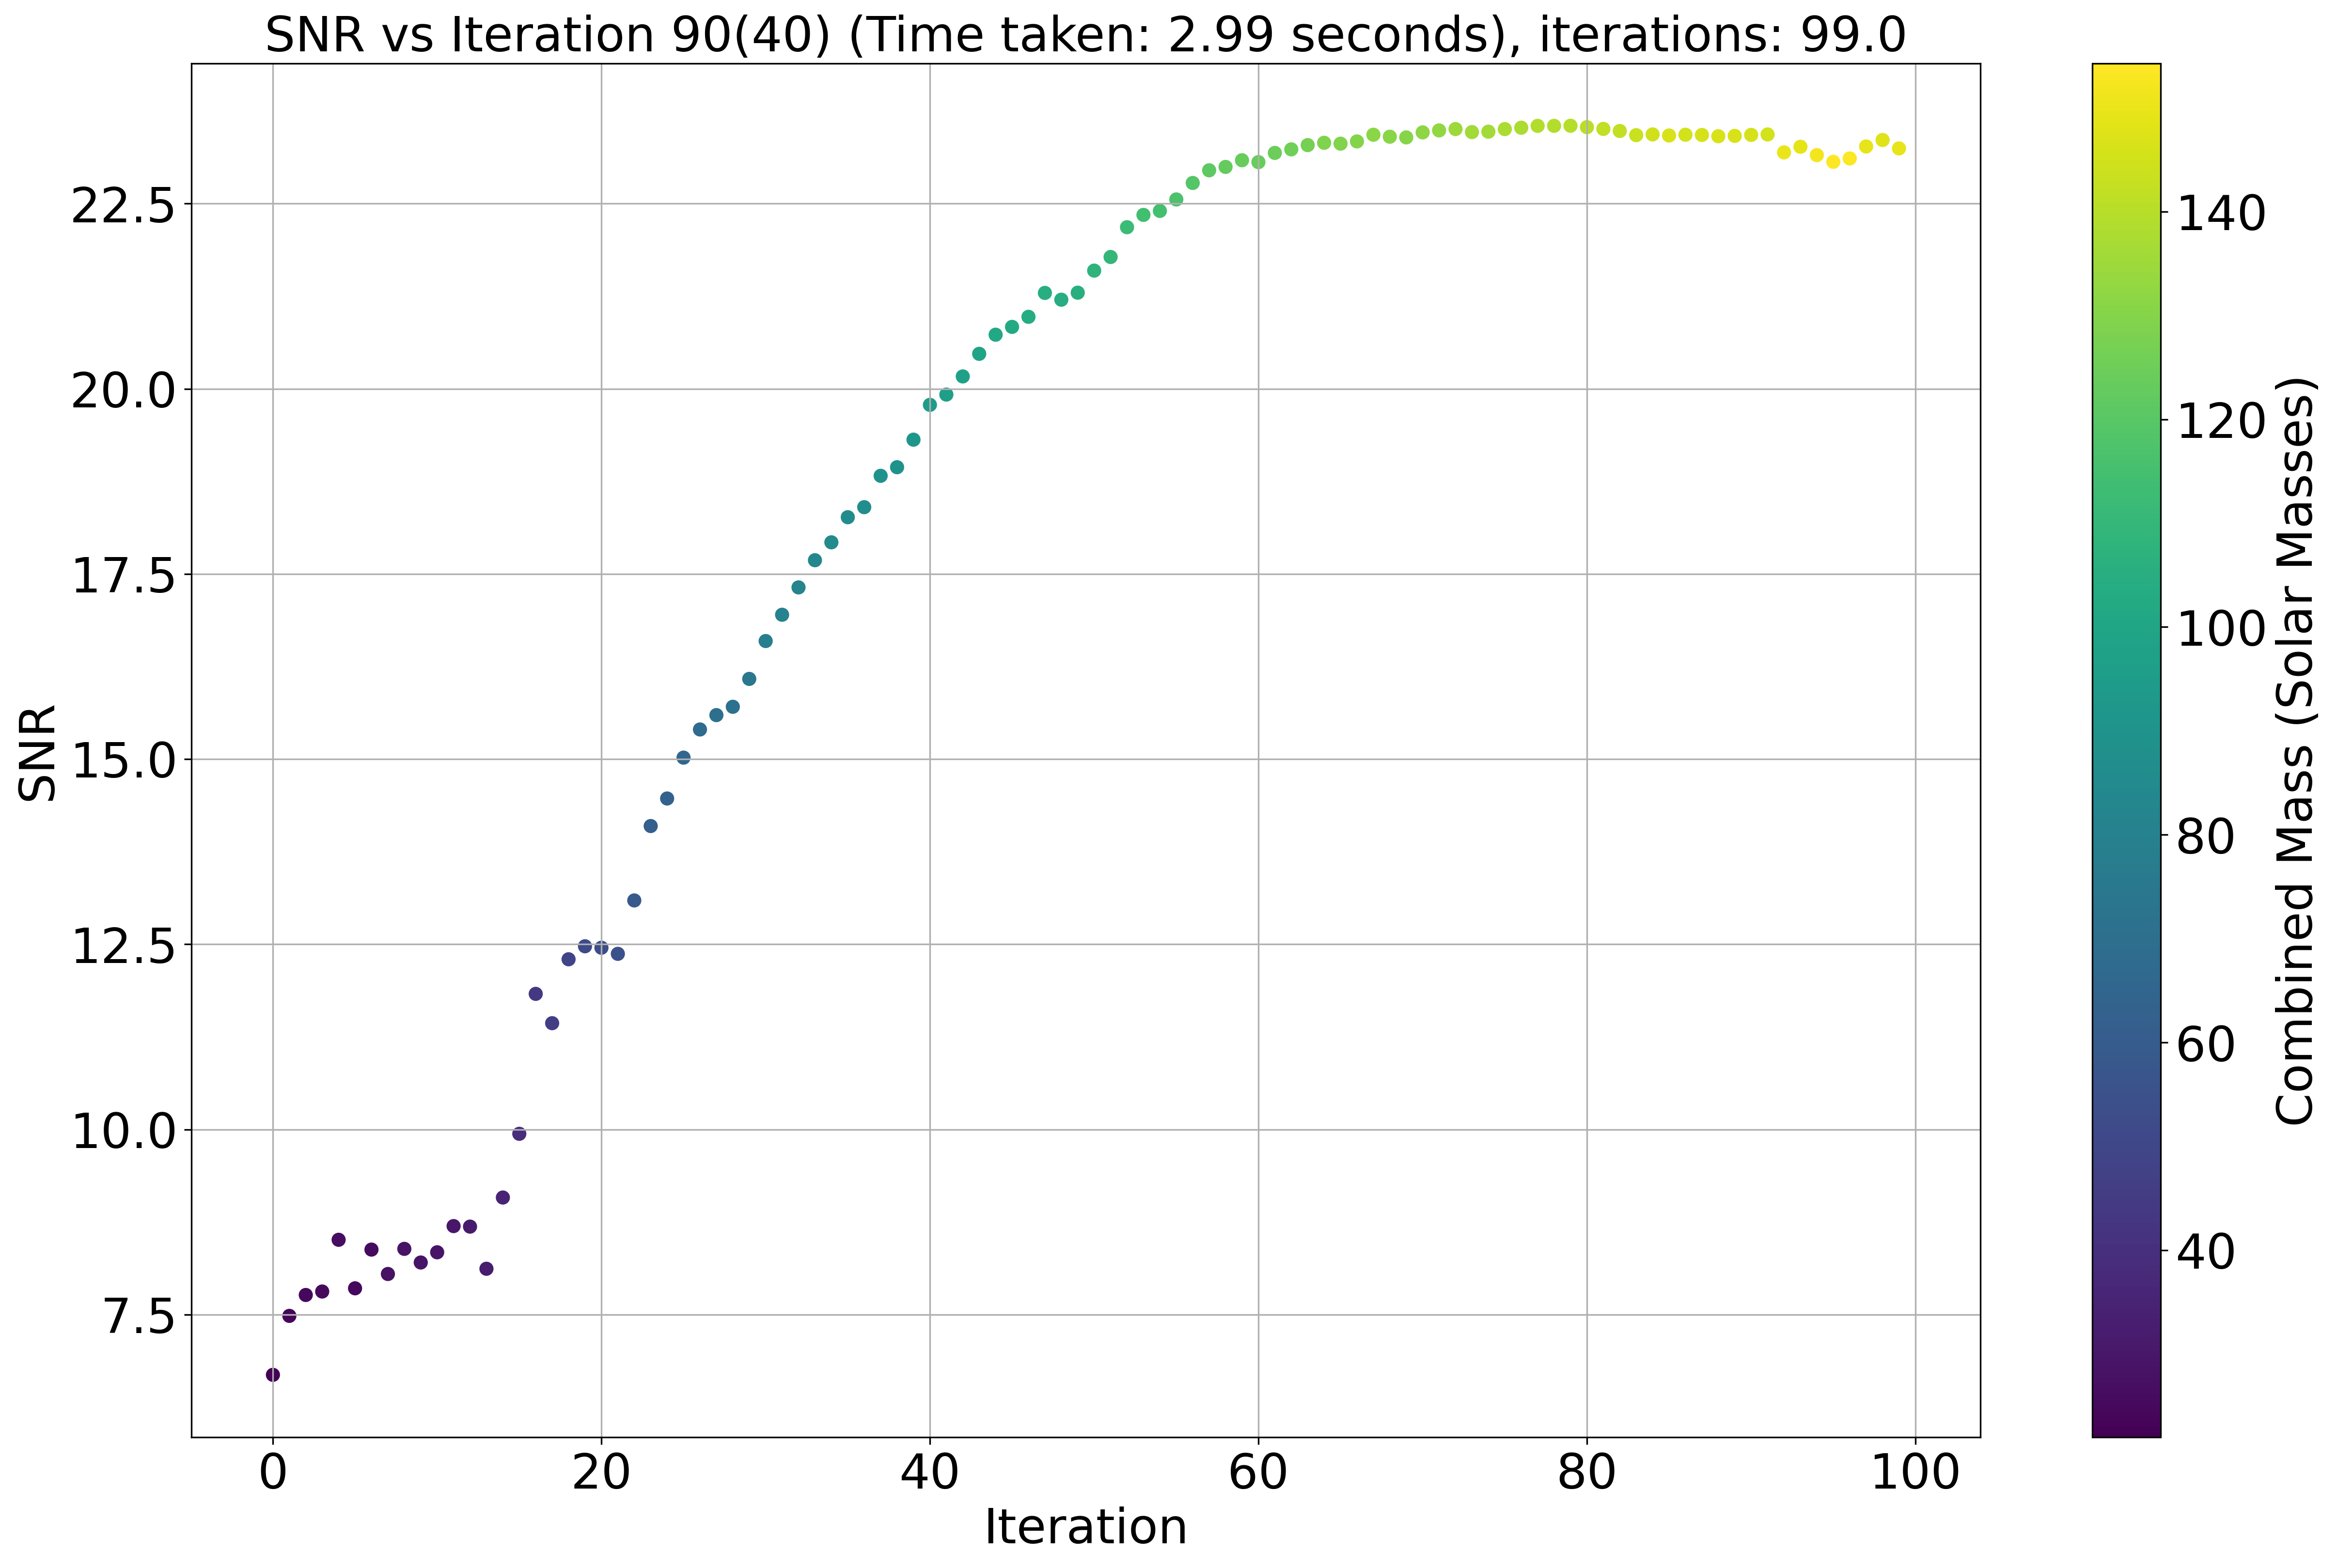 SNR vs Iteration 90(40) (Time taken: 2.99 seconds), iterations: 99.0
SNR
22.5
20.0
17.5
15.0
12.5
10.0
7.5
0 20 40 60 80 100
Iteration
140
120
100
80
60
40
Combined Mass (Solar Masses)